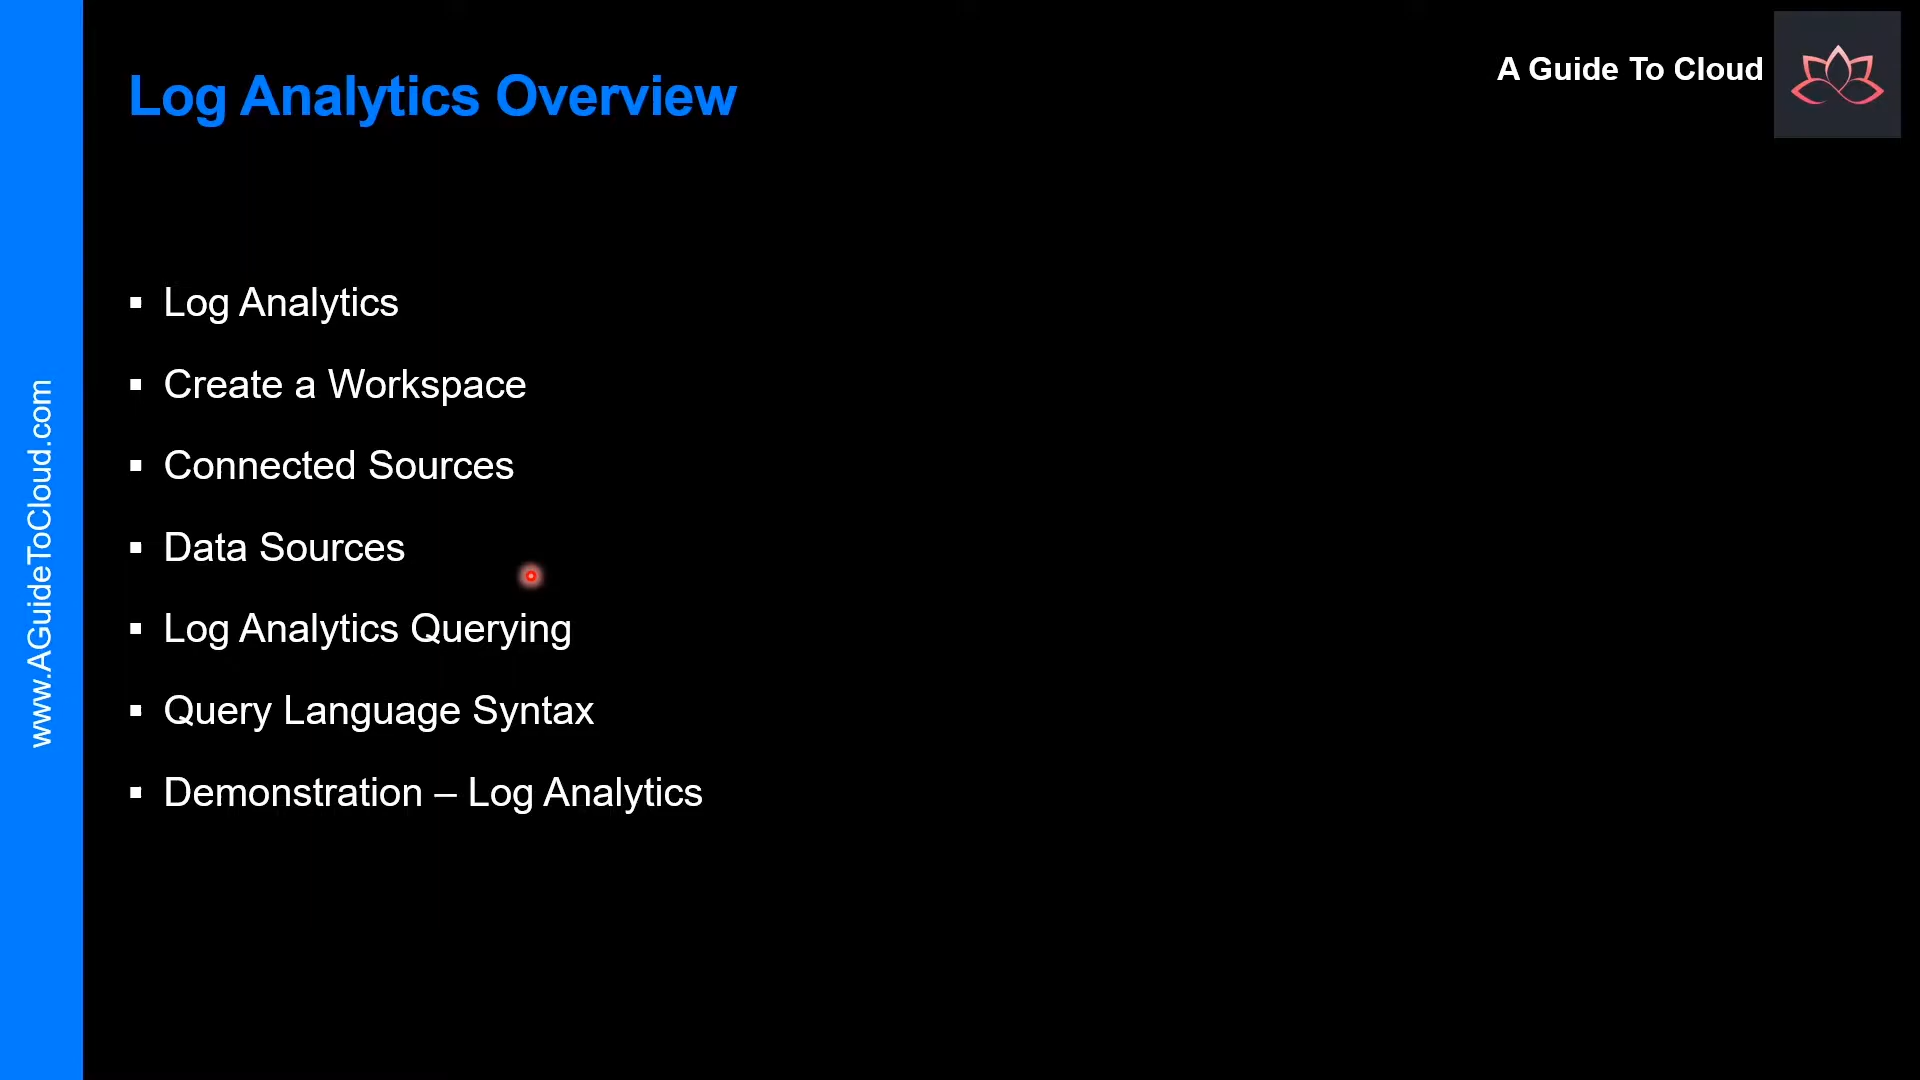 Log Analytics Overview
A Guide To Cloud
▪ Log Analytics
▪ Create a Workspace
▪ Connected Sources
▪ Data Sources
▪ Log Analytics Querying
▪ Query Language Syntax
▪ Demonstration – Log Analytics
www.AGuideToCloud.com